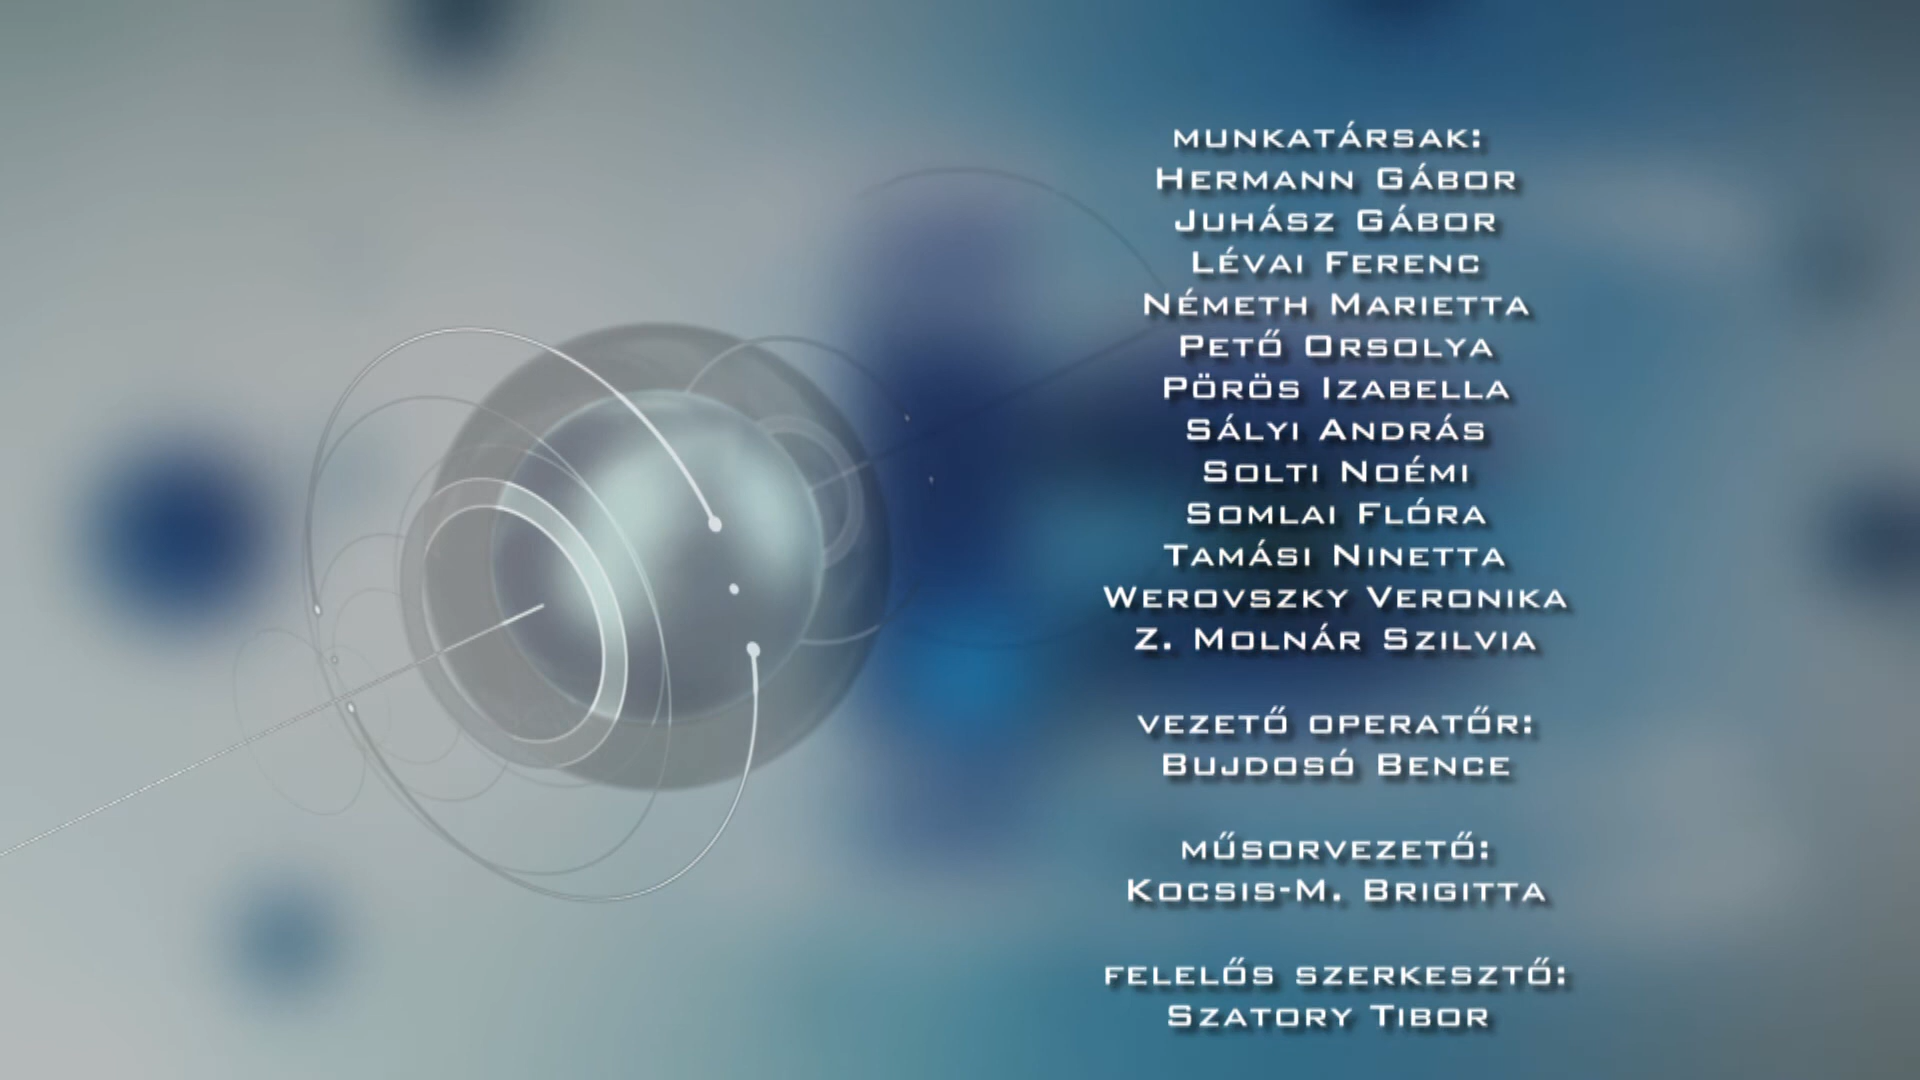 MUNKATÁRSAK:
HERMANN GÁBOR
JUHÁSZ GÁBOR
LÉVAI FERENC
NÉMETH MARIETTA
PETŐ ORSOLYA
PÖRÖS IZABELLA
SÁLYI ANDRÁS
SOLTI NOÉMI
SOMLAI FLÓRA
TAMÁSI NINETTA
WEROVSZKY VERONIKA
Z. MOLNÁR SZILVIA
VEZETŐ OPERATŐR:
BUJDOSÓ BENCE
MŰSORVEZETŐ:
KOCSIS-M. BRIGITTA
FELELŐS SZERKESZTŐ:
SZATORY TIBOR